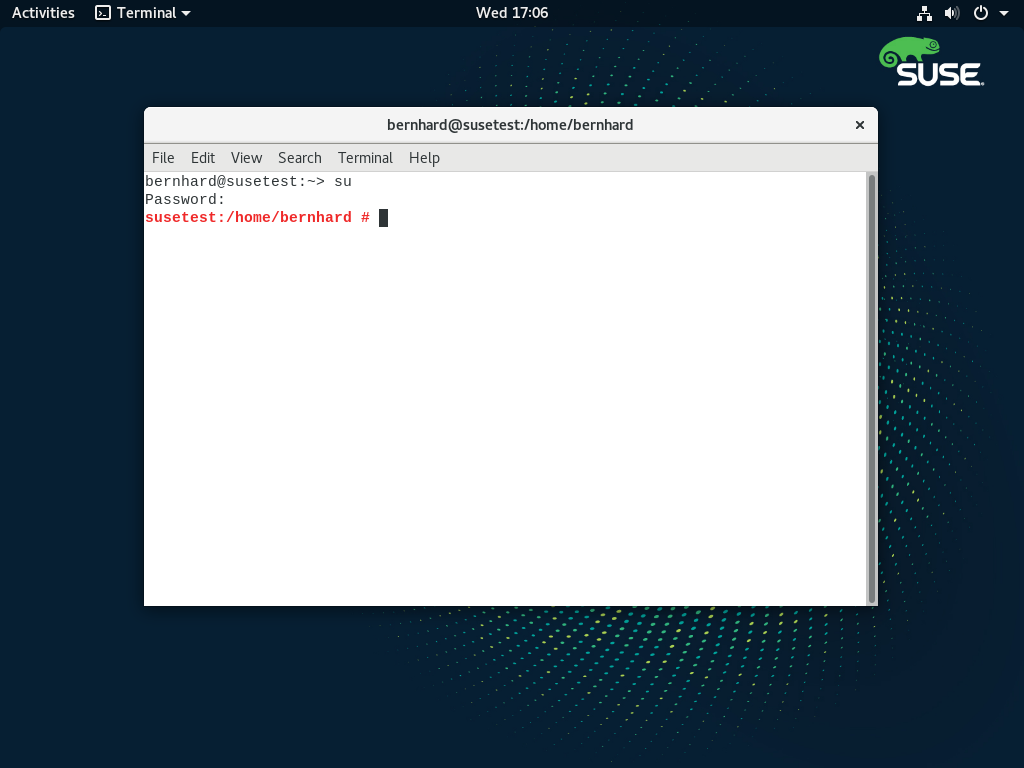 Activities Terminal Wed 17:06
SUSE
bernhard@susetest:/home/bernhard
File Edit View Search Terminal Help
bernhard@susetest:~> su
Password:
susetest:/home/bernhard #